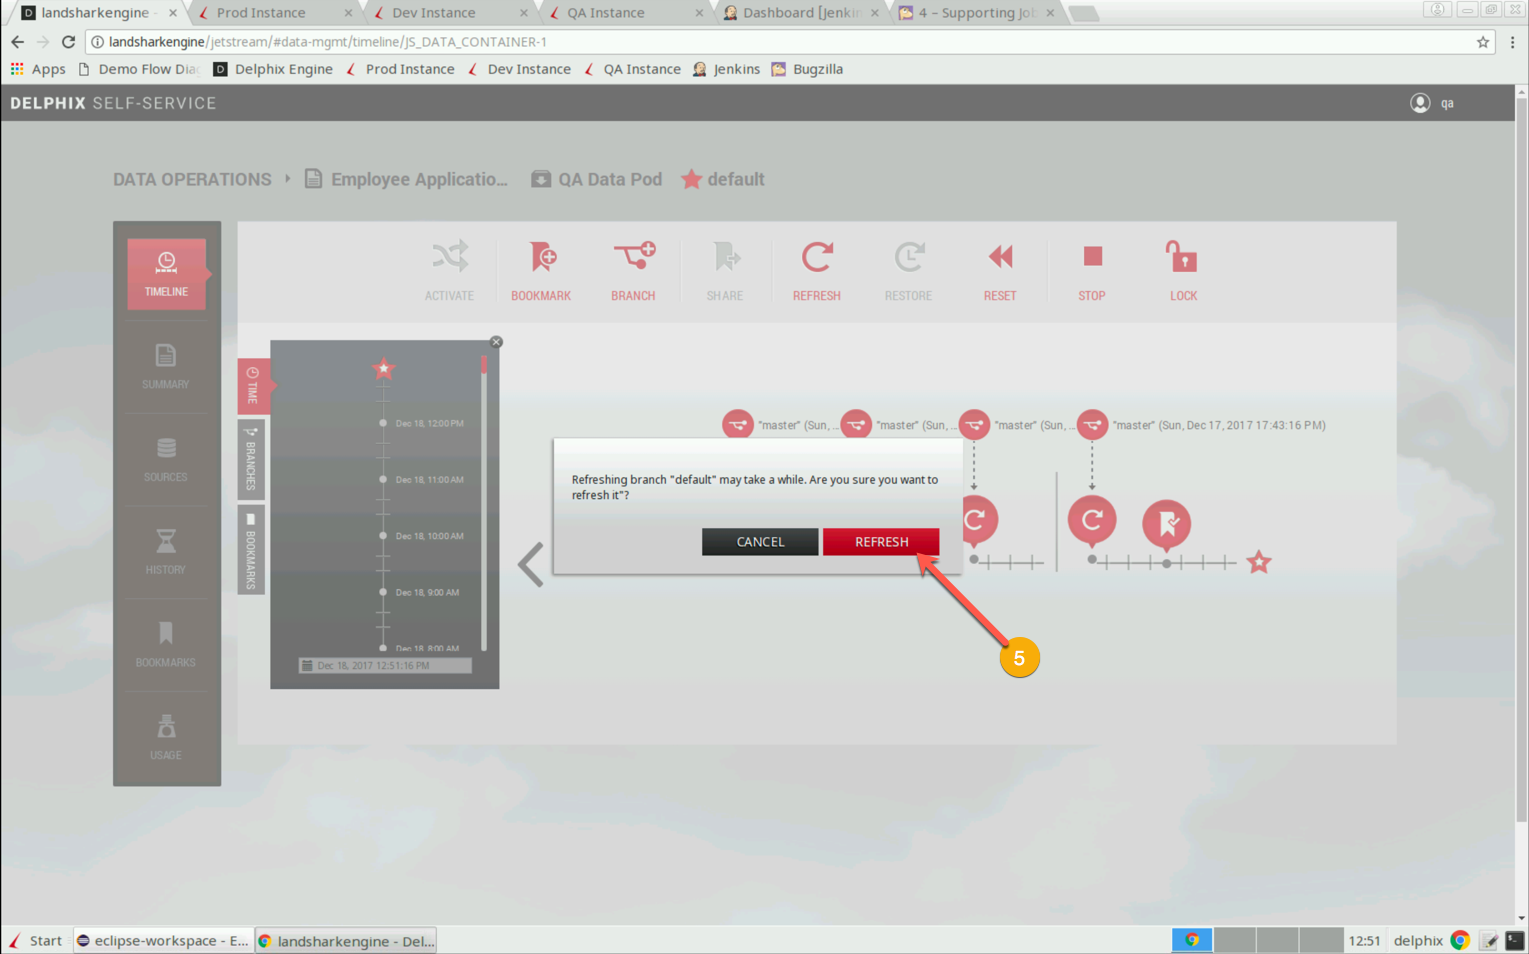 landsharkengine -
Prod Instance
Dev Instance
QA Instance
Dashboard [Jenkin
4 – Supporting Jo
landsharkengine/jetstream/#data-mgmt/timeline/JS_DATA_CONTAINER-1
Apps
Demo Flow Dia
Delphix Engine
Prod Instance
Dev Instance
QA Instance
Jenkins
Bugzilla
DELPHIX SELF-SERVICE
qa
DATA OPERATIONS
Employee Applicatio...
QA Data Pod
default
TIMELINE
SUMMARY
SOURCES
HISTORY
BOOKMARKS
USAGE
ACTIVATE
BOOKMARK
BRANCH
SHARE
REFRESH
RESTORE
RESET
STOP
LOCK
TIME
BRANCHES
BOOKMARKS
Dec 18, 12:00 PM
Dec 18, 11:00 AM
Dec 18, 10:00 AM
Dec 18, 9:00 AM
Dec 18, 8:00 AM
Dec 18, 2017 12:51:16 PM
"master" (Sun, ...
"master" (Sun, ...
"master" (Sun, ...
"master" (Sun, Dec 17, 2017 17:43:16 PM)
Refreshing branch "default" may take a while. Are you sure you want to
refresh it"?
CANCEL
REFRESH
5
Start
eclipse-workspace - E...
landsharkengine - Del...
12:51
delphix